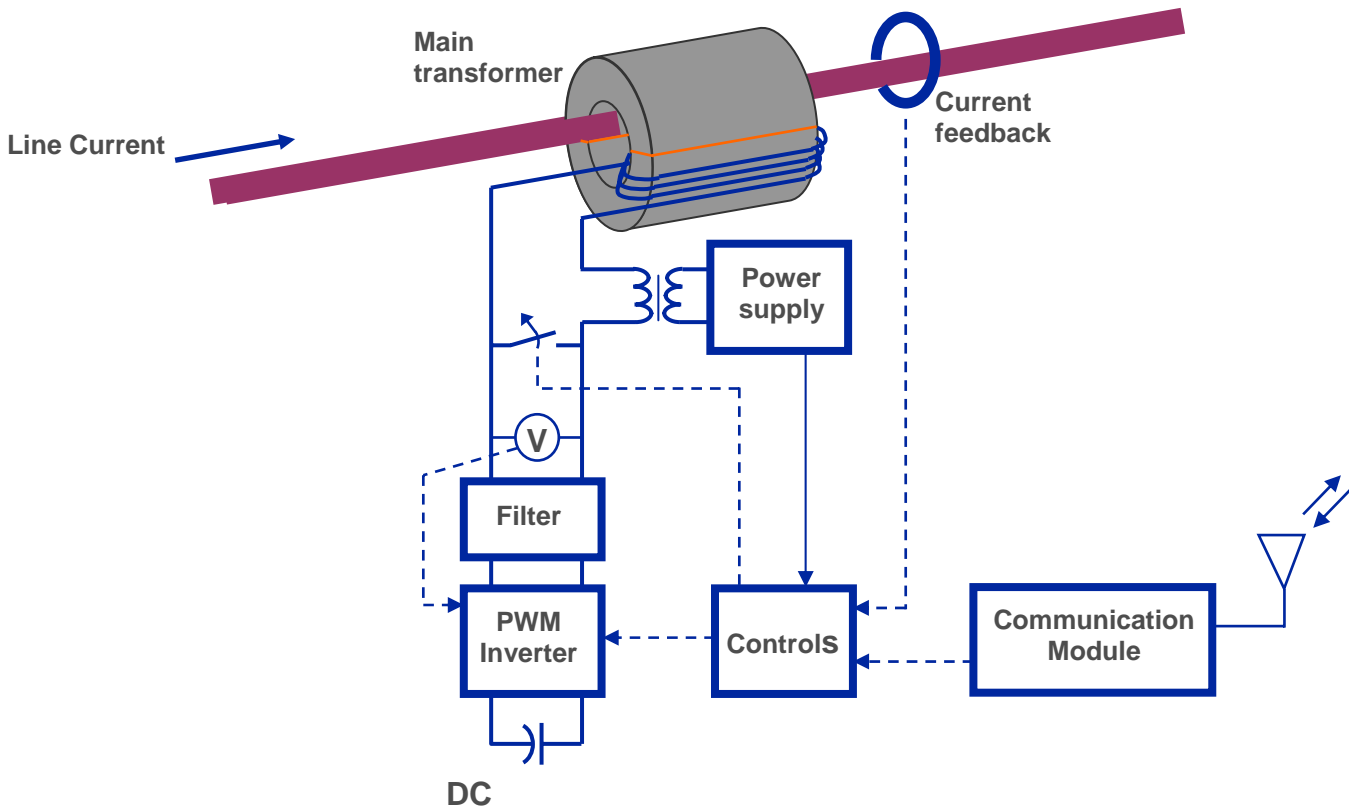 Main
transformer
Line Current
Current
feedback
Power
supply
V
Filter
PWM
Inverter
Controls
Communication
Module
DC